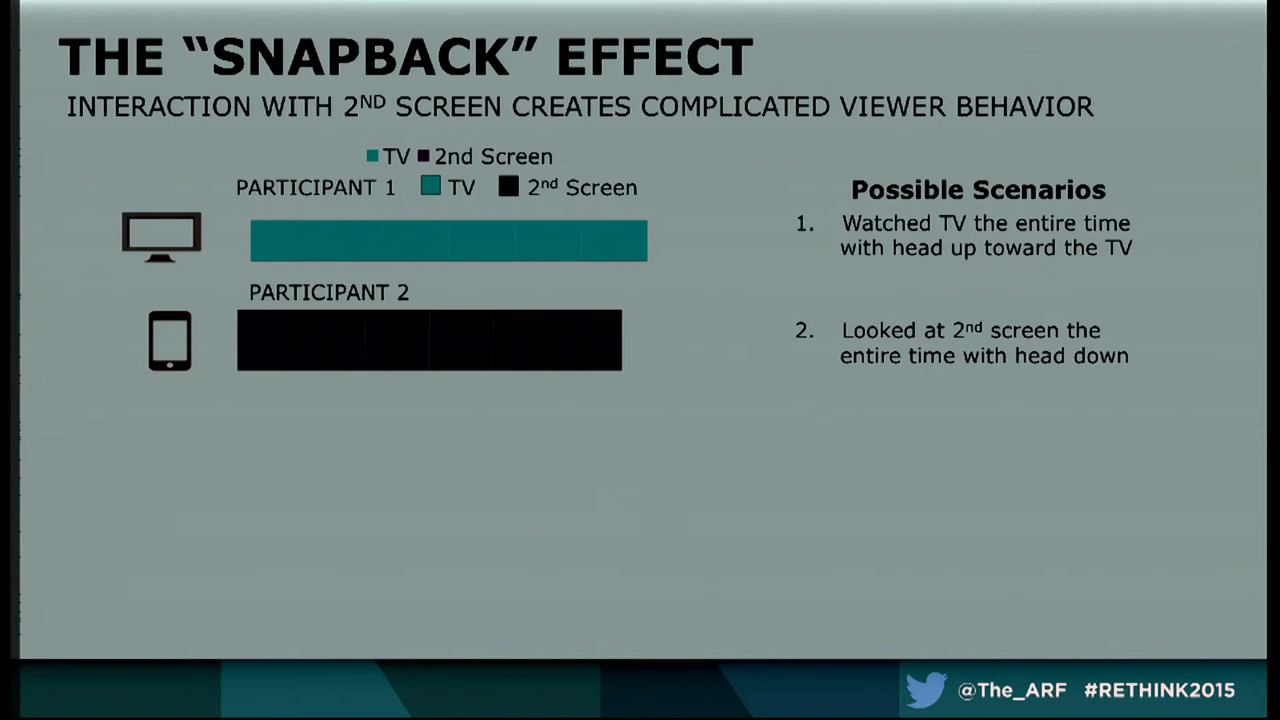 THE “SNAPBACK” EFFECT
INTERACTION WITH 2ND SCREEN CREATES COMPLICATED VIEWER BEHAVIOR
TV 2nd Screen
PARTICIPANT 1 TV 2nd Screen
Possible Scenarios
1. Watched TV the entire time
with head up toward the TV
PARTICIPANT 2
2. Looked at 2nd screen the
entire time with head down
@The_ARF #RETHINK2015